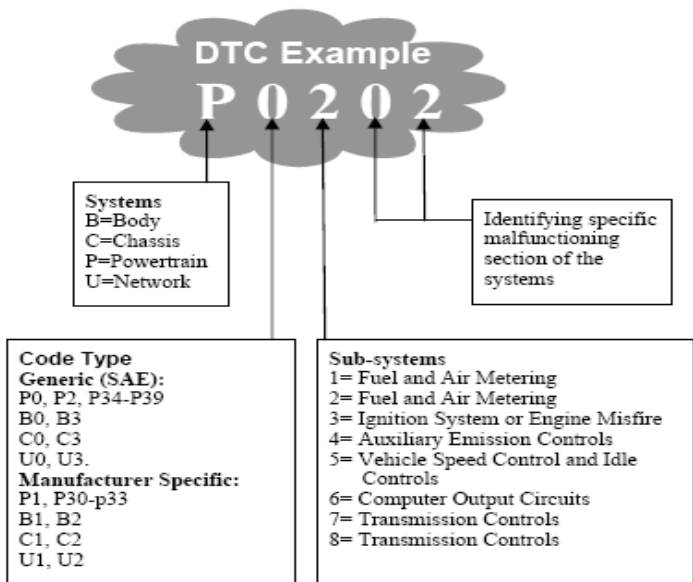 DTC Example
P 0 2 0 2
Systems
B=Body
C=Chassis
P=Powertrain
U=Network
Identifying specific
malfunctioning
section of the
systems
Code Type
Generic (SAE):
P0, P2, P34-P39
B0, B3
C0, C3
U0, U3.
Manufacturer Specific:
P1, P30-p33
B1, B2
C1, C2
U1, U2
Sub-systems
1= Fuel and Air Metering
2= Fuel and Air Metering
3= Ignition System or Engine Misfire
4= Auxiliary Emission Controls
5= Vehicle Speed Control and Idle
Controls
6= Computer Output Circuits
7= Transmission Controls
8= Transmission Controls